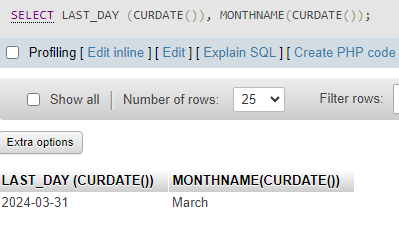 SELECT LAST_DAY (CURDATE()), MONTHNAME(CURDATE());
Profiling [ Edit inline ] [ Edit ] [ Explain SQL ] [ Create PHP code
Show all Number of rows: 25 Filter rows:
Extra options
LAST_DAY (CURDATE()) MONTHNAME(CURDATE())
2024-03-31 March